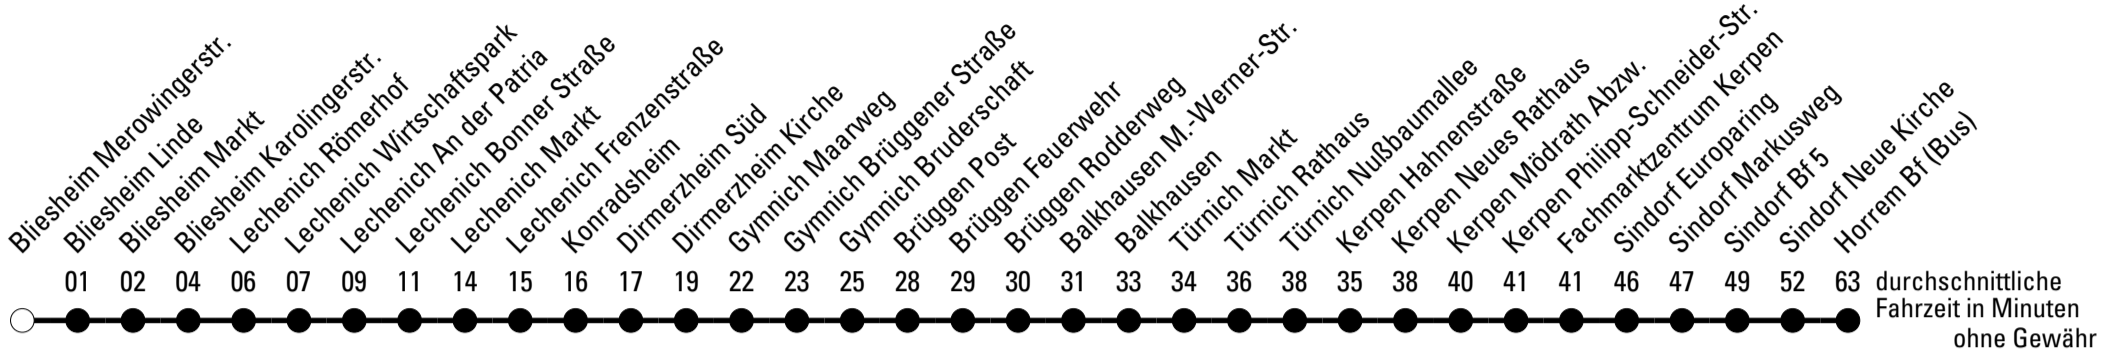 Bliesheim Merowingerstr.
Bliesheim Linde
Bliesheim Markt
Bliesheim Karolingerstr.
Lechenich Römerhof
Lechenich Wirtschaftspark
Lechenich An der Patria
Lechenich Bonner Straße
Lechenich Markt
Lechenich Frenzenstraße
Konradsheim
Dirmerzheim Süd
Dirmerzheim Kirche
Gymnich Maarweg
Gymnich Brüggener Straße
Gymnich Bruderschaft
Brüggen Post
Brüggen Feuerwehr
Brüggen Rodderweg
Balkhausen M.-Werner-Str.
Balkhausen
Türnich Markt
Türnich Rathaus
Türnich Nußbaumallee
Kerpen Hahnenstraße
Kerpen Neues Rathaus
Kerpen Mödrath Abzw.
Kerpen Philipp-Schneider-Str.
Fachmarktzentrum Kerpen
Sindorf Europaring
Sindorf Markusweg
Sindorf Bf 5
Sindorf Neue Kirche
Horrem Bf (Bus)
01 02 04 06 07 09 11 14 15 16 17 19 22 23 25 28 29 30 31 33 34 36 38 35 38 40 41 41 46 47 49 52 63 durchschnittliche
Fahrzeit in Minuten
ohne Gewähr